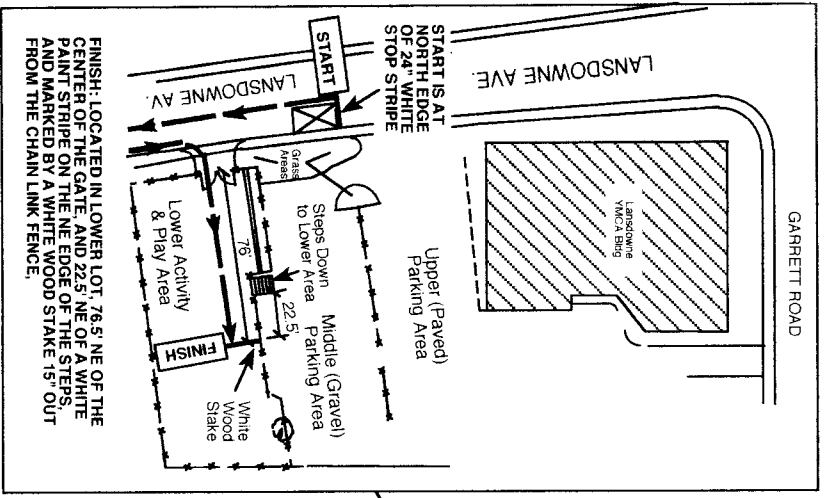 GARRETT ROAD
LANSDOWNE AVE.
Lansdowne
YMCA Bldg
START IS AT
NORTH EDGE
OF 24" WHITE
STOP STRIPE
START
LANSDOWNE AV.
Upper (Paved)
Parking Area
Grass
Areas
Steps Down
to Lower Area
Middle (Gravel)
Parking Area
76'
22.5'
Lower Activity
& Play Area
FINISH
White
Wood
Stake
FINISH: LOCATED IN LOWER LOT, 76.5' NE OF THE
CENTER OF THE GATE, AND 22.5' NE OF A WHITE
PAINT STRIPE ON THE NE EDGE OF THE STEPS,
AND MARKED BY A WHITE WOOD STAKE 15" OUT
FROM THE CHAIN LINK FENCE.